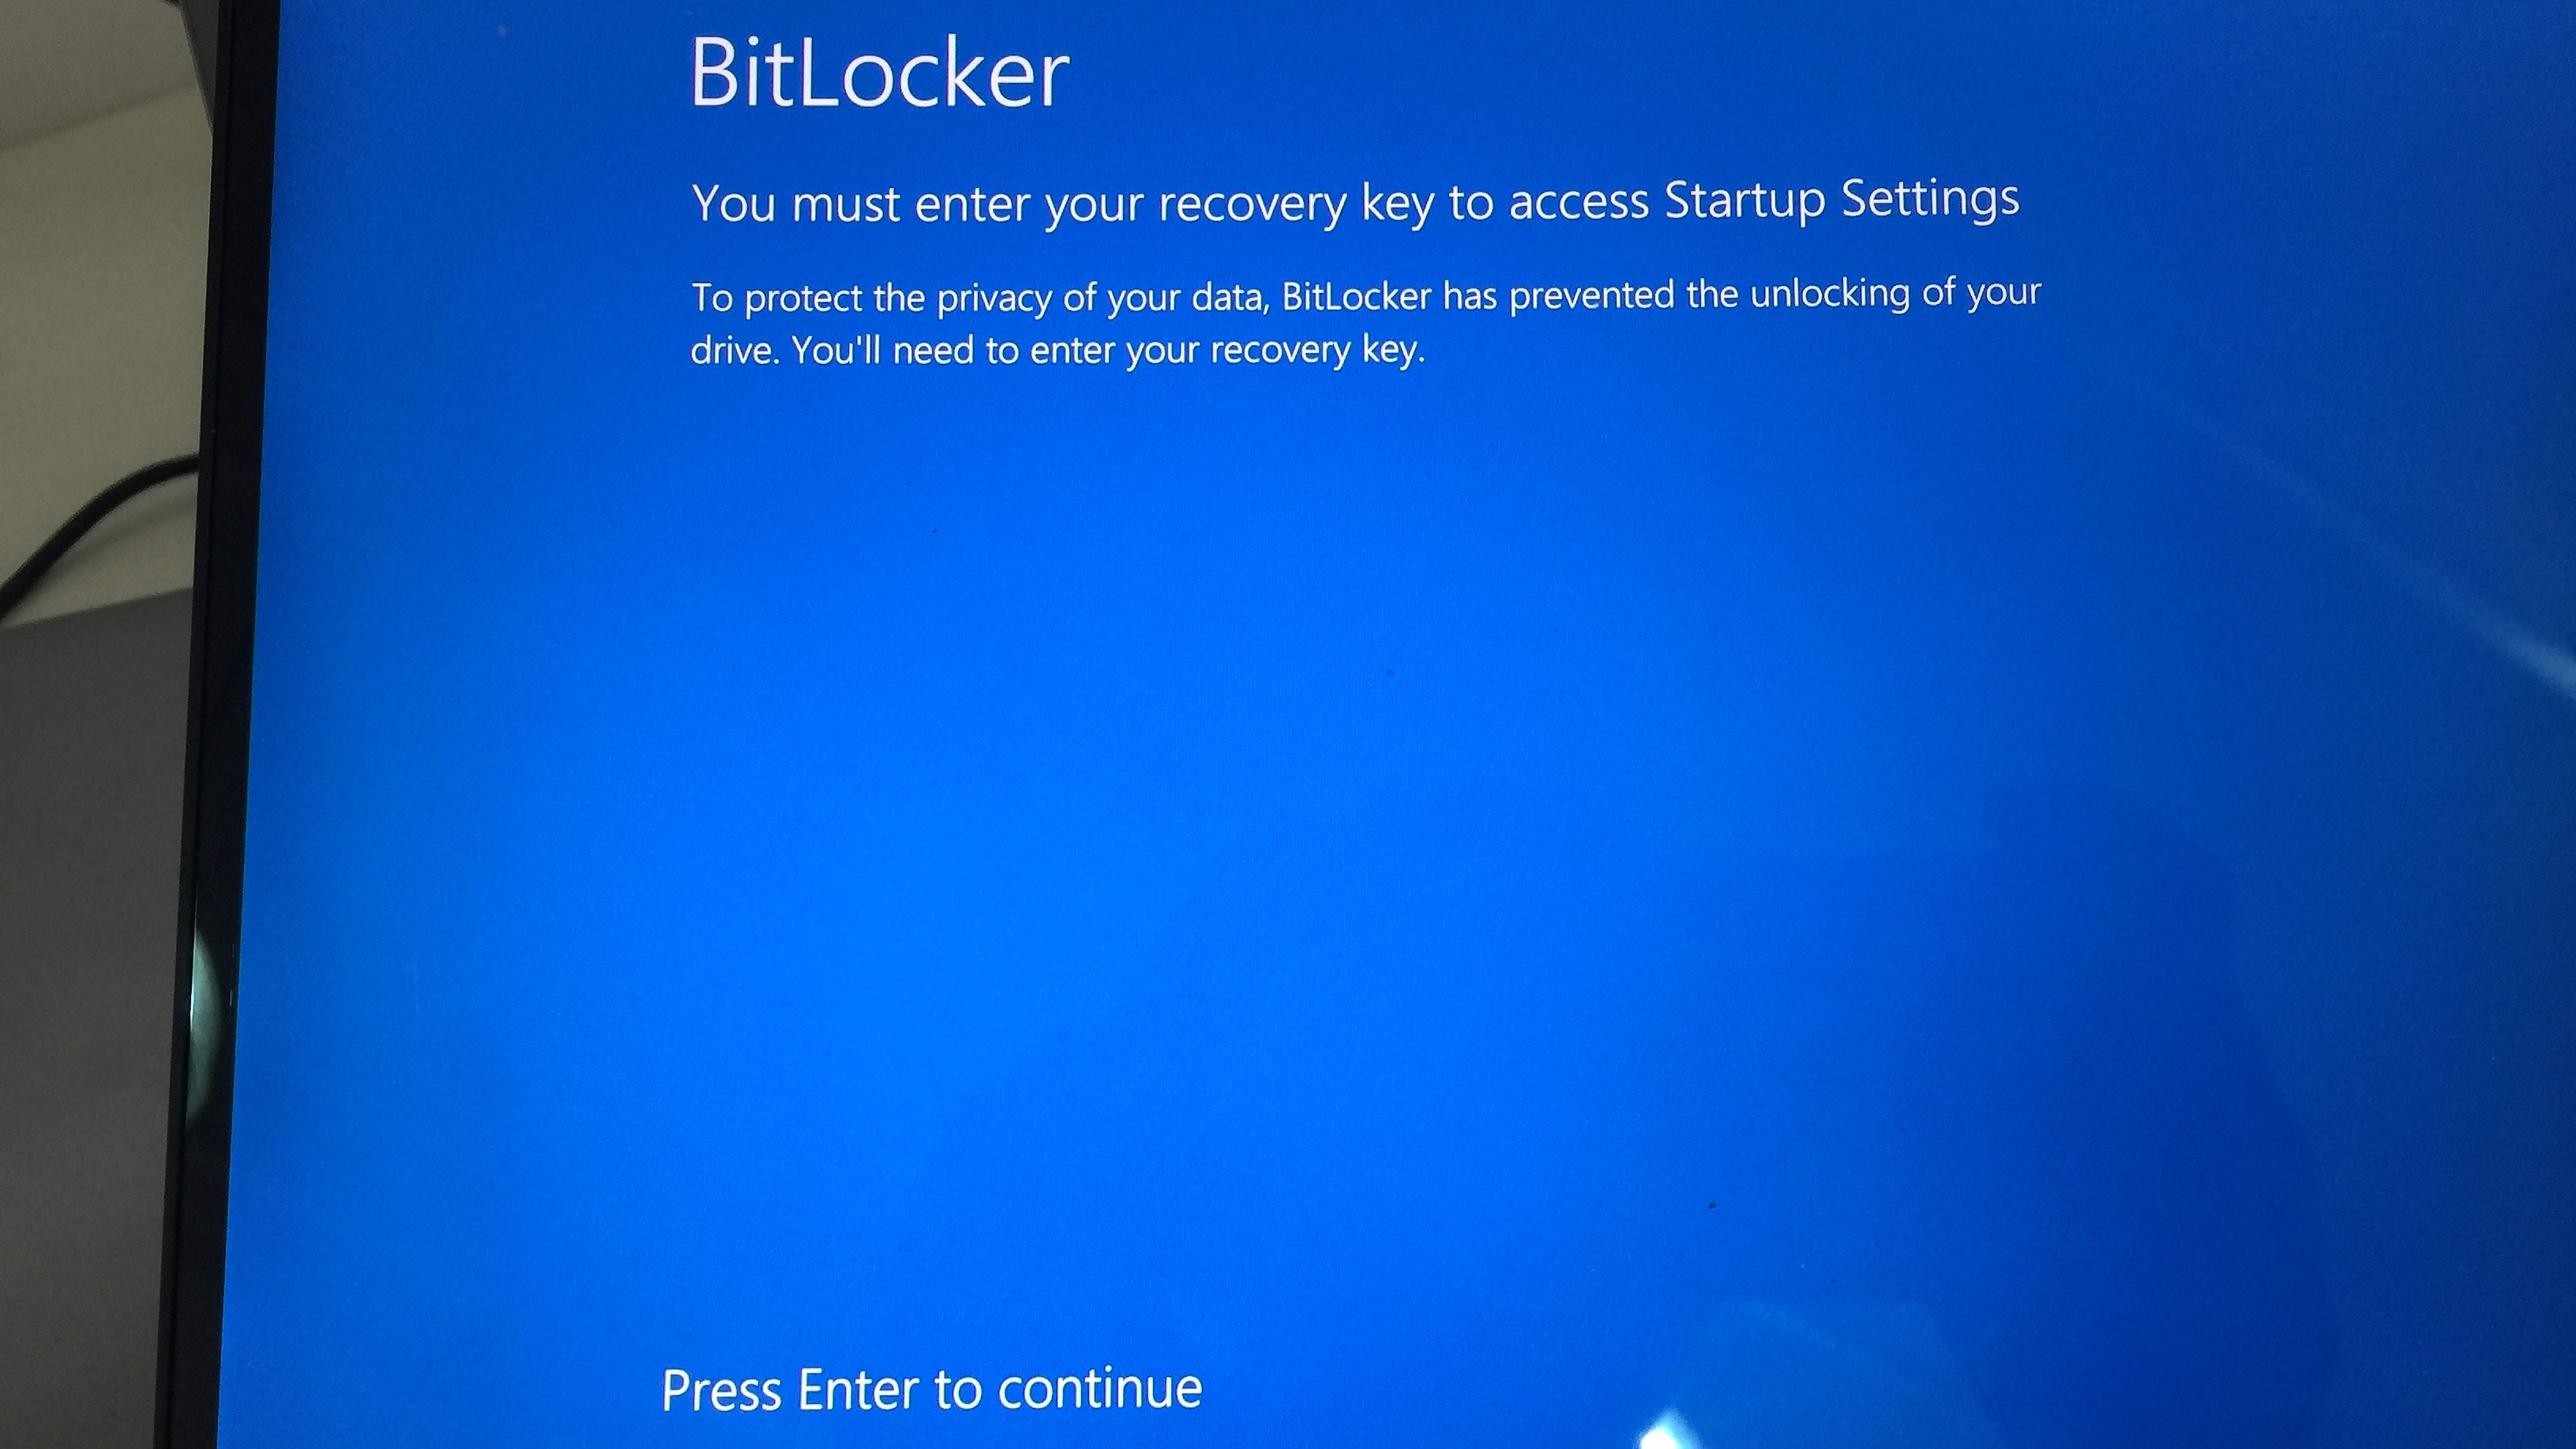 BitLocker
You must enter your recovery key to access Startup Settings
To protect the privacy of your data, BitLocker has prevented the unlocking of your
drive. You'll need to enter your recovery key.
Press Enter to continue